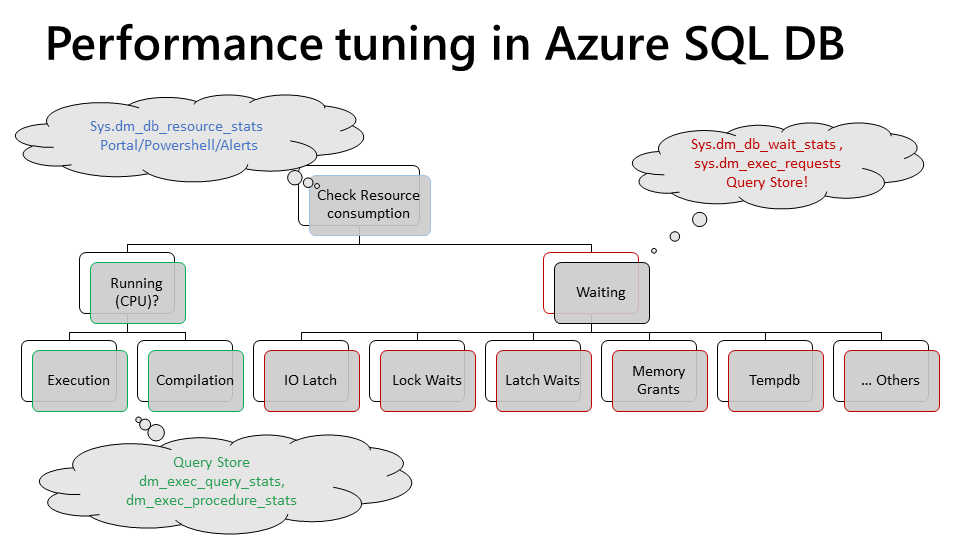 Performance tuning in Azure SQL DB
Sys.dm_db_resource_stats
Portal/Powershell/Alerts
Sys.dm_db_wait_stats ,
sys.dm_exec_requests
Query Store!
Check Resource
consumption
Running
(CPU)?
Waiting
Execution
Compilation
IO Latch
Lock Waits
Latch Waits
Memory
Grants
Tempdb
... Others
Query Store
dm_exec_query_stats,
dm_exec_procedure_stats